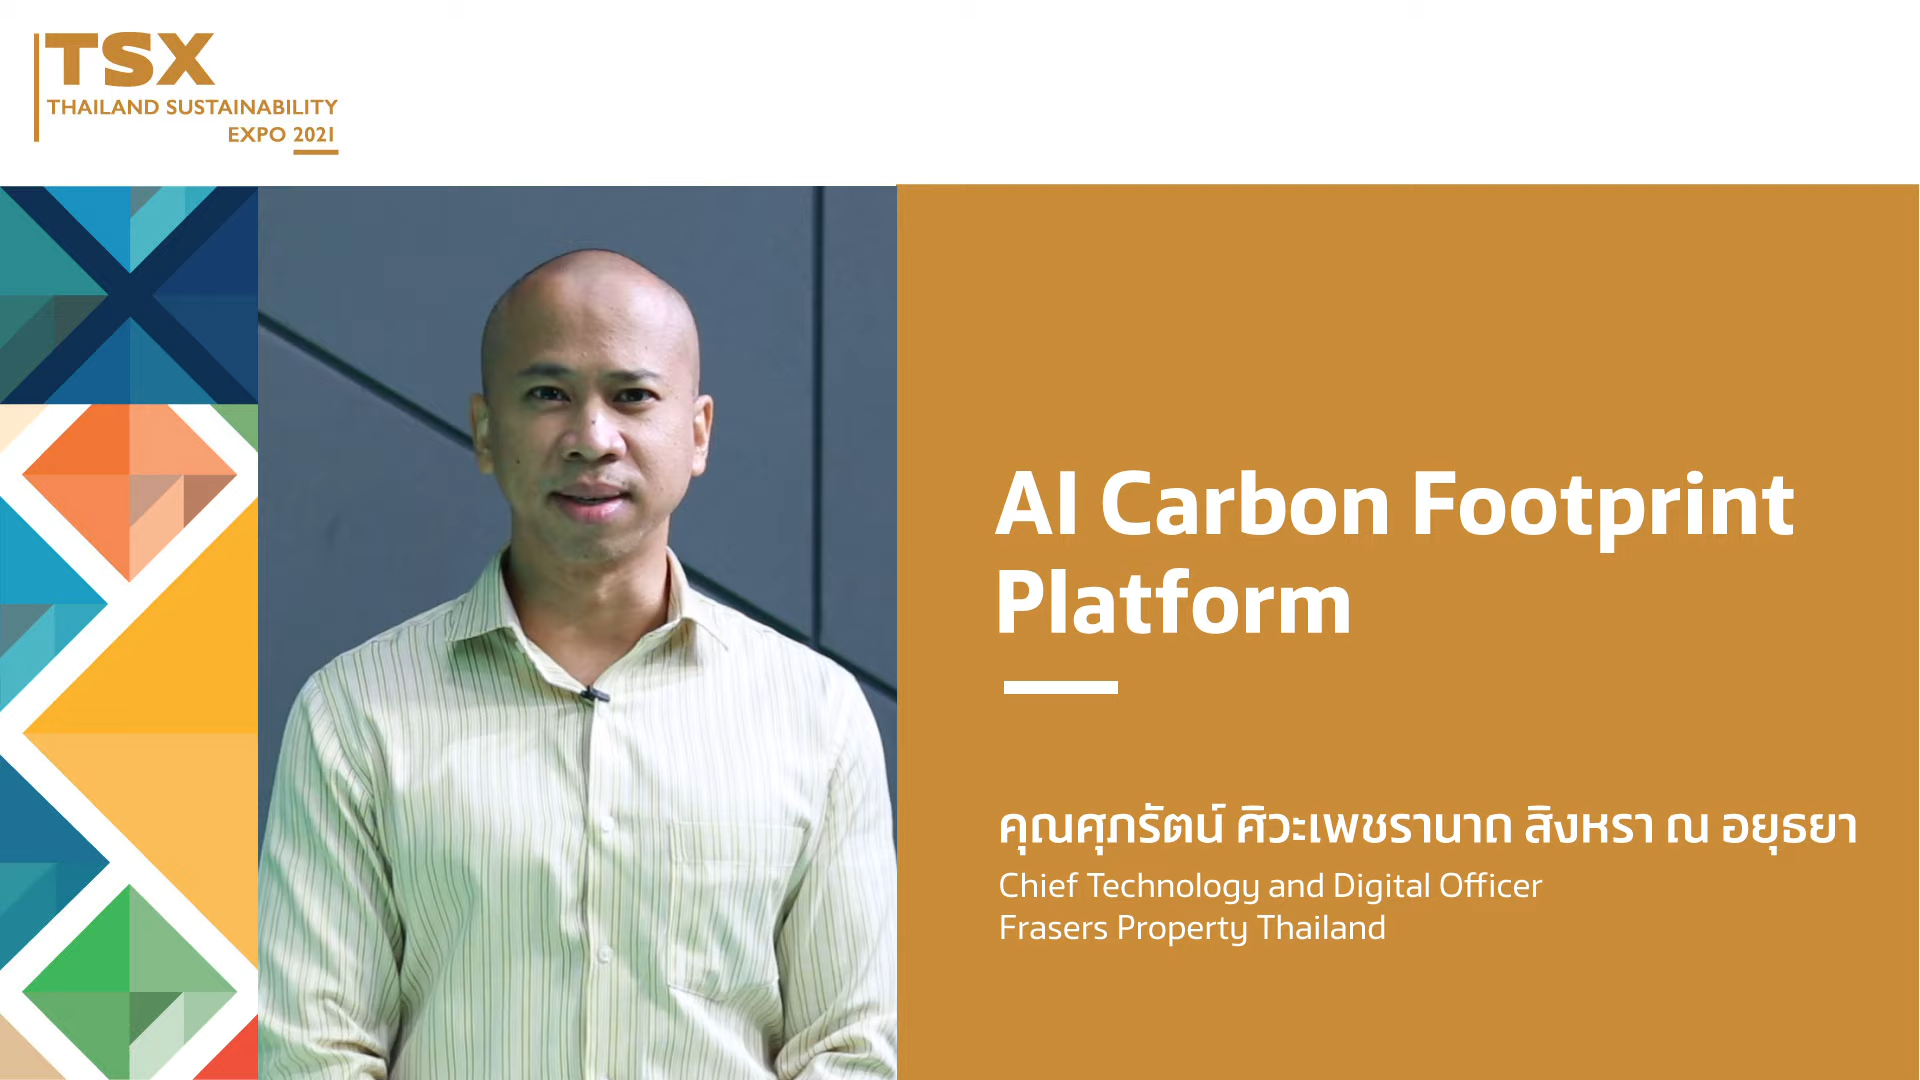 TSX
THAILAND SUSTAINABILITY
EXPO 2021
AI Carbon Footprint
Platform
คุณศุภรัตน์ ศิวะเพชรานาถ สิงหรา ณ อยุธยา
Chief Technology and Digital Officer
Frasers Property Thailand